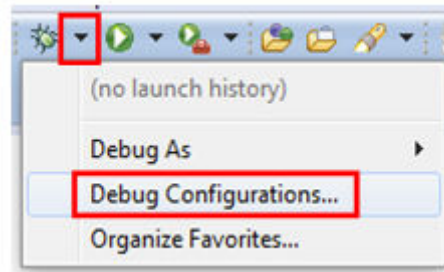 (no launch history)
Debug As
Debug Configurations...
Organize Favorites...